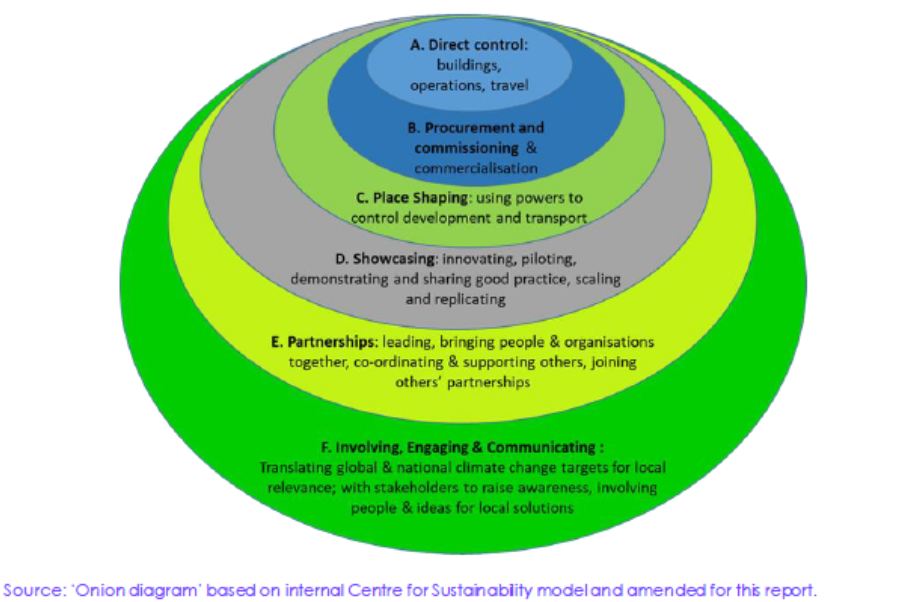 A. Direct control:
buildings,
operations, travel
B. Procurement and
commissioning &
commercialisation
C. Place Shaping: using powers to
control development and transport
D. Showcasing: innovating, piloting,
demonstrating and sharing good practice, scaling
and replicating
E. Partnerships: leading, bringing people & organisations
together, co-ordinating & supporting others, joining
others’ partnerships
F. Involving, Engaging & Communicating :
Translating global & national climate change targets for local
relevance; with stakeholders to raise awareness, involving
people & ideas for local solutions
Source: ‘Onion diagram’ based on internal Centre for Sustainability model and amended for this report.